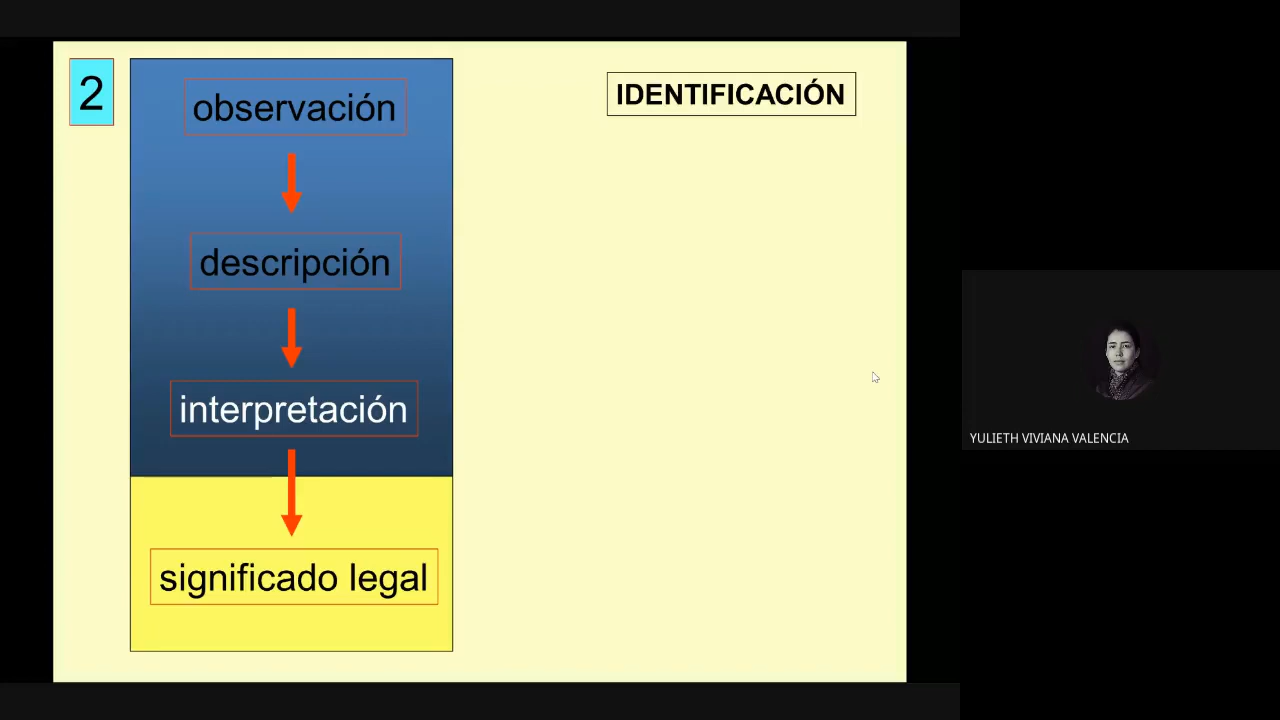 2
observación
IDENTIFICACIÓN
descripción
interpretación
significado legal
YULIETH VIVIANA VALENCIA